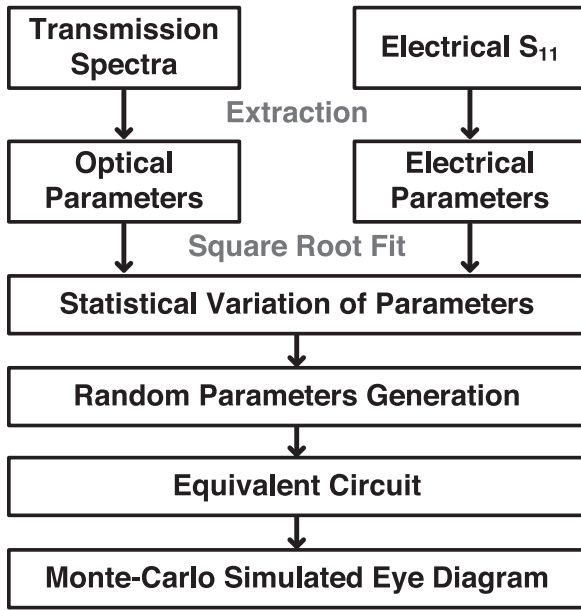 Transmission
Spectra
Electrical S₁₁
Extraction
Optical
Parameters
Electrical
Parameters
Square Root Fit
Statistical Variation of Parameters
Random Parameters Generation
Equivalent Circuit
Monte-Carlo Simulated Eye Diagram